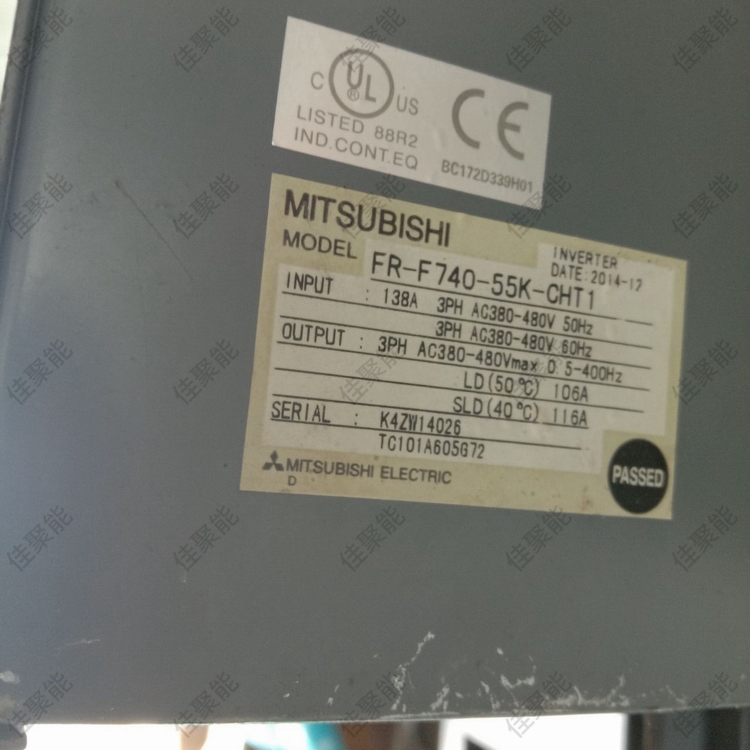 C UL US
®
LISTED 88R2
IND.CONT.EQ
CE
BC172D339H01
MITSUBISHI
INVERTER
MODEL FR-F740-55K-CHT1
DATE:2014-12
INPUT : 138A 3PH AC380-480V 50Hz
3PH AC380-480V 60Hz
OUTPUT : 3PH AC380-480Vmax 0.5-400Hz
LD(50℃) 106A
SLD(40℃) 116A
SERIAL : K4ZW14026
TC101A605G72
MITSUBISHI ELECTRIC
D
PASSED
佳聚能